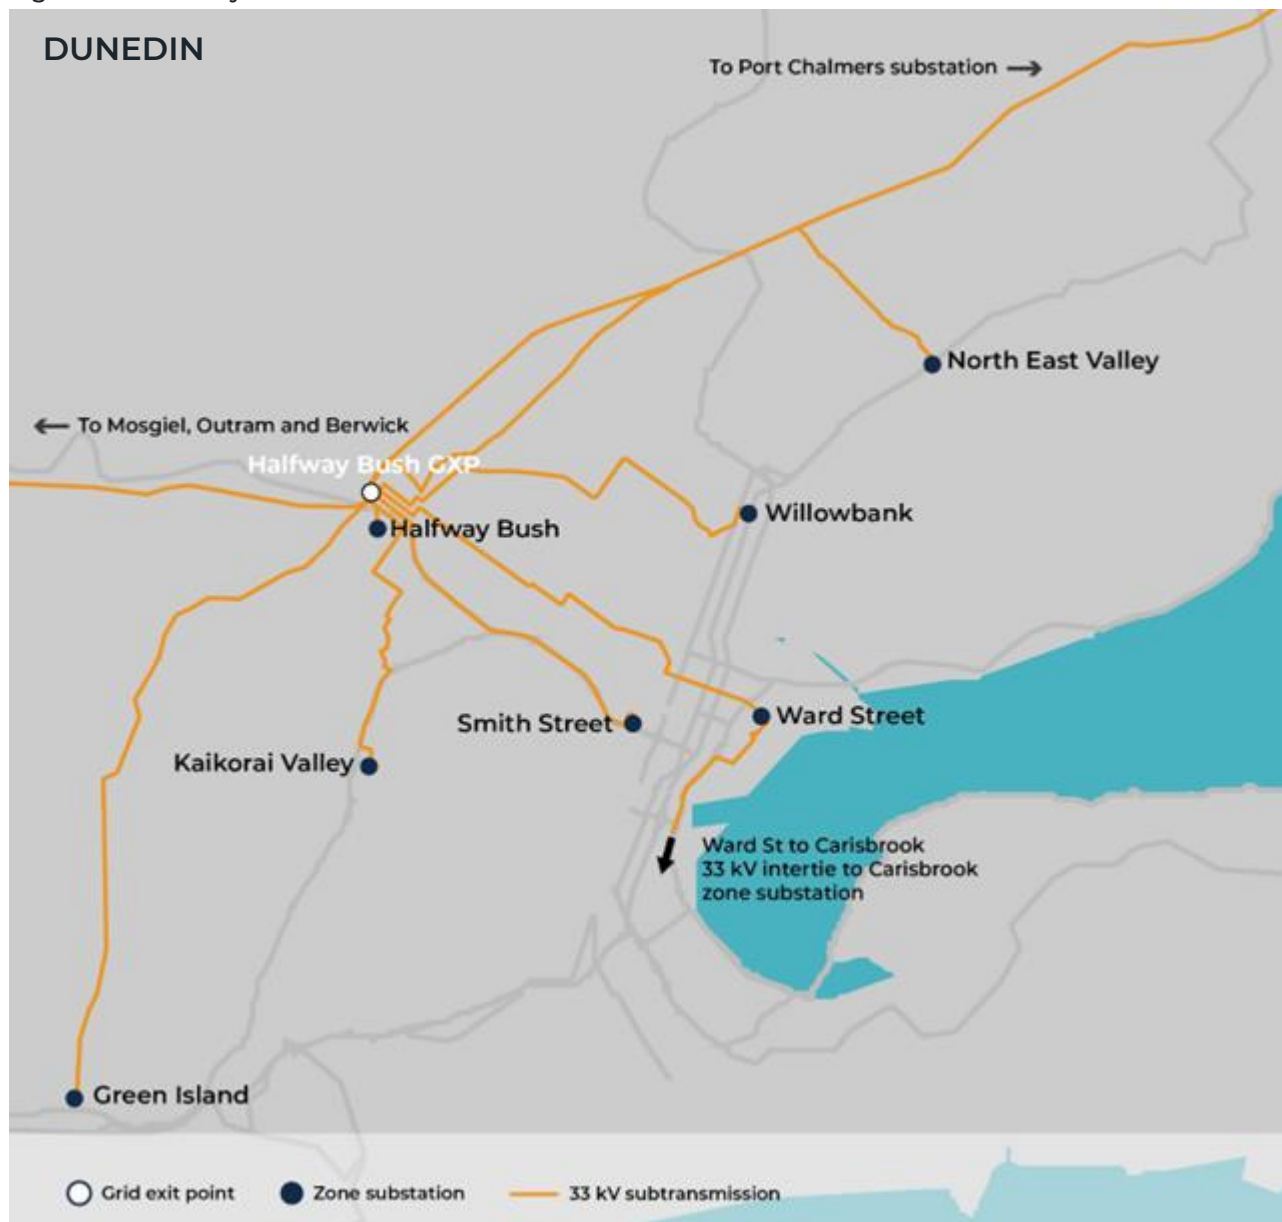 DUNEDIN
To Port Chalmers substation
North East Valley
To Mosgiel, Outram and Berwick
Halfway Bush GXP
Halfway Bush
Willowbank
Smith Street
Ward Street
Kaikorai Valley
Ward St to Carisbrook
33 kV intertie to Carisbrook
zone substation
Green Island
Grid exit point
Zone substation
33 kV subtransmission